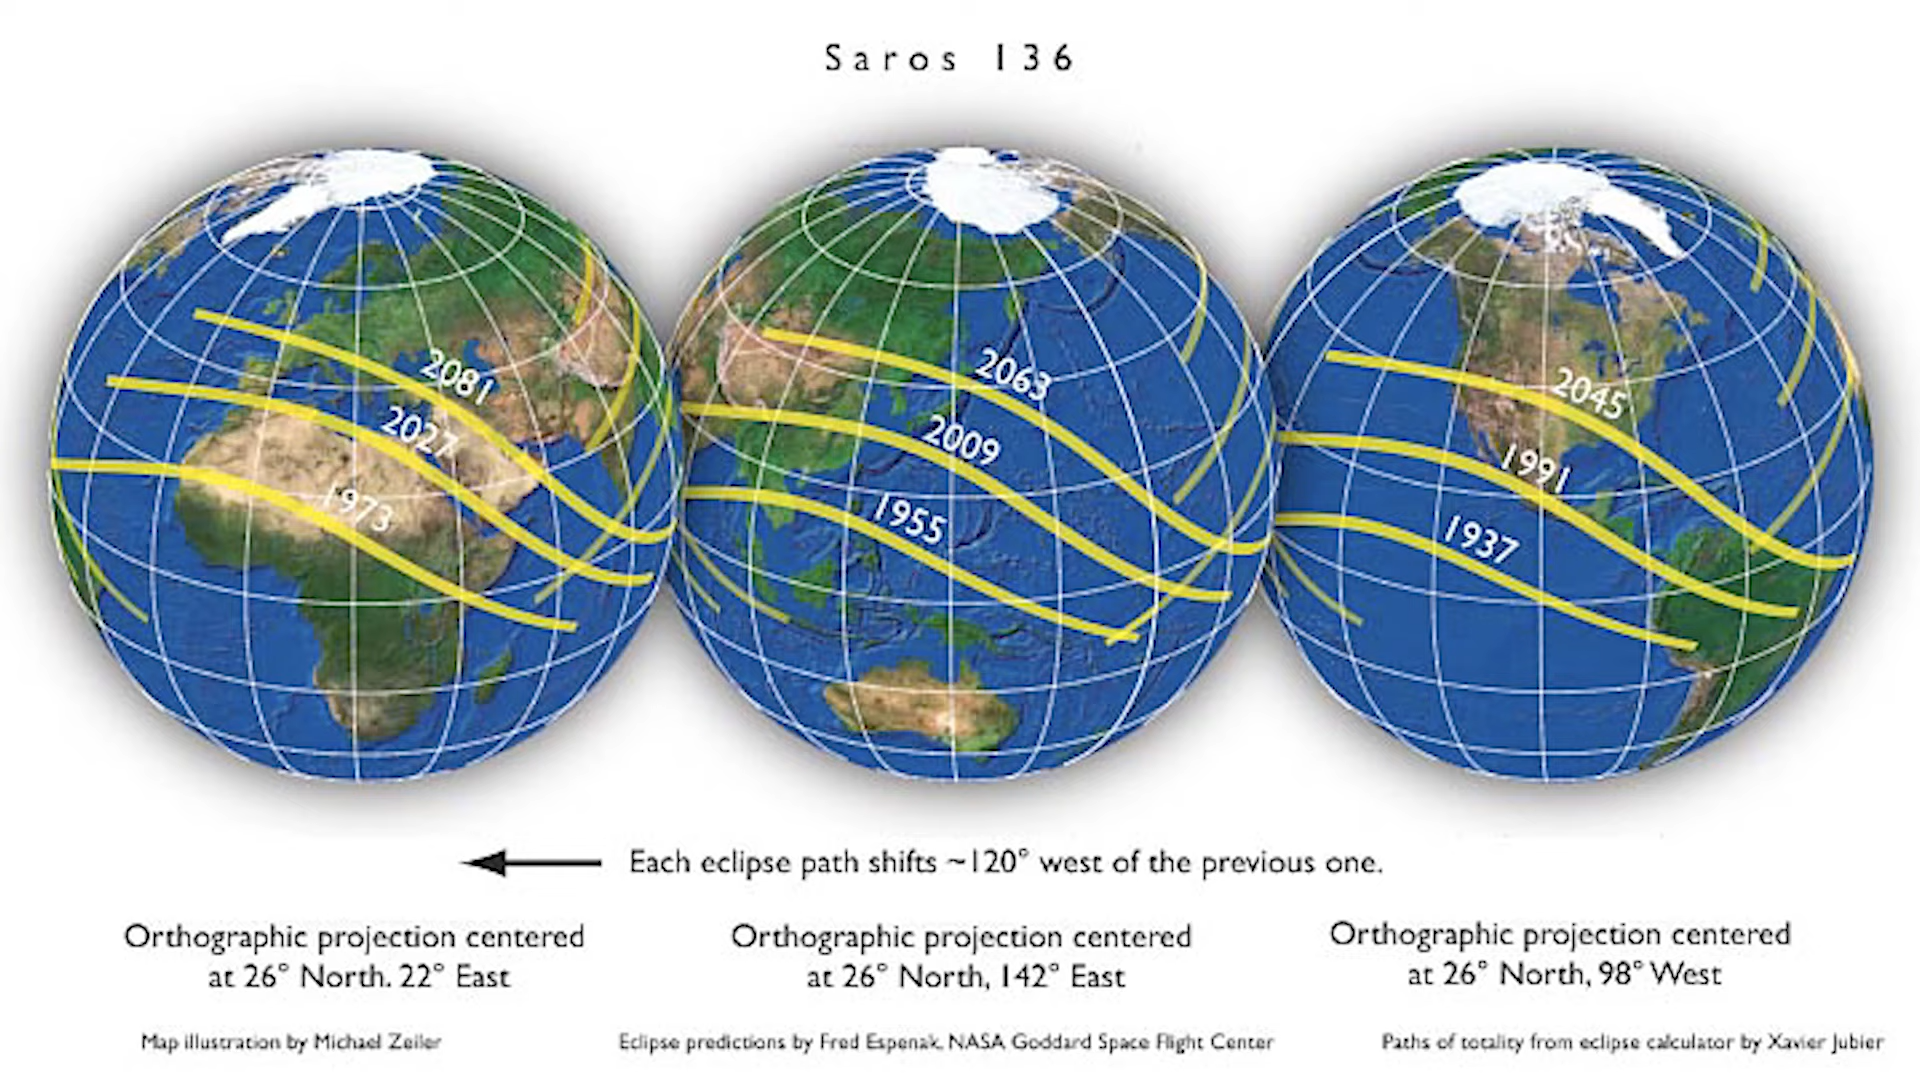 Saros 136
2081
2027
1973
2063
2009
1955
2045
1991
1937
Each eclipse path shifts ~120° west of the previous one.
Orthographic projection centered
at 26° North. 22° East
Orthographic projection centered
at 26° North, 142° East
Orthographic projection centered
at 26° North, 98° West
Map illustration by Michael Zeiler
Eclipse predictions by Fred Espenak, NASA Goddard Space Flight Center
Paths of totality from eclipse calculator by Xavier Jubier